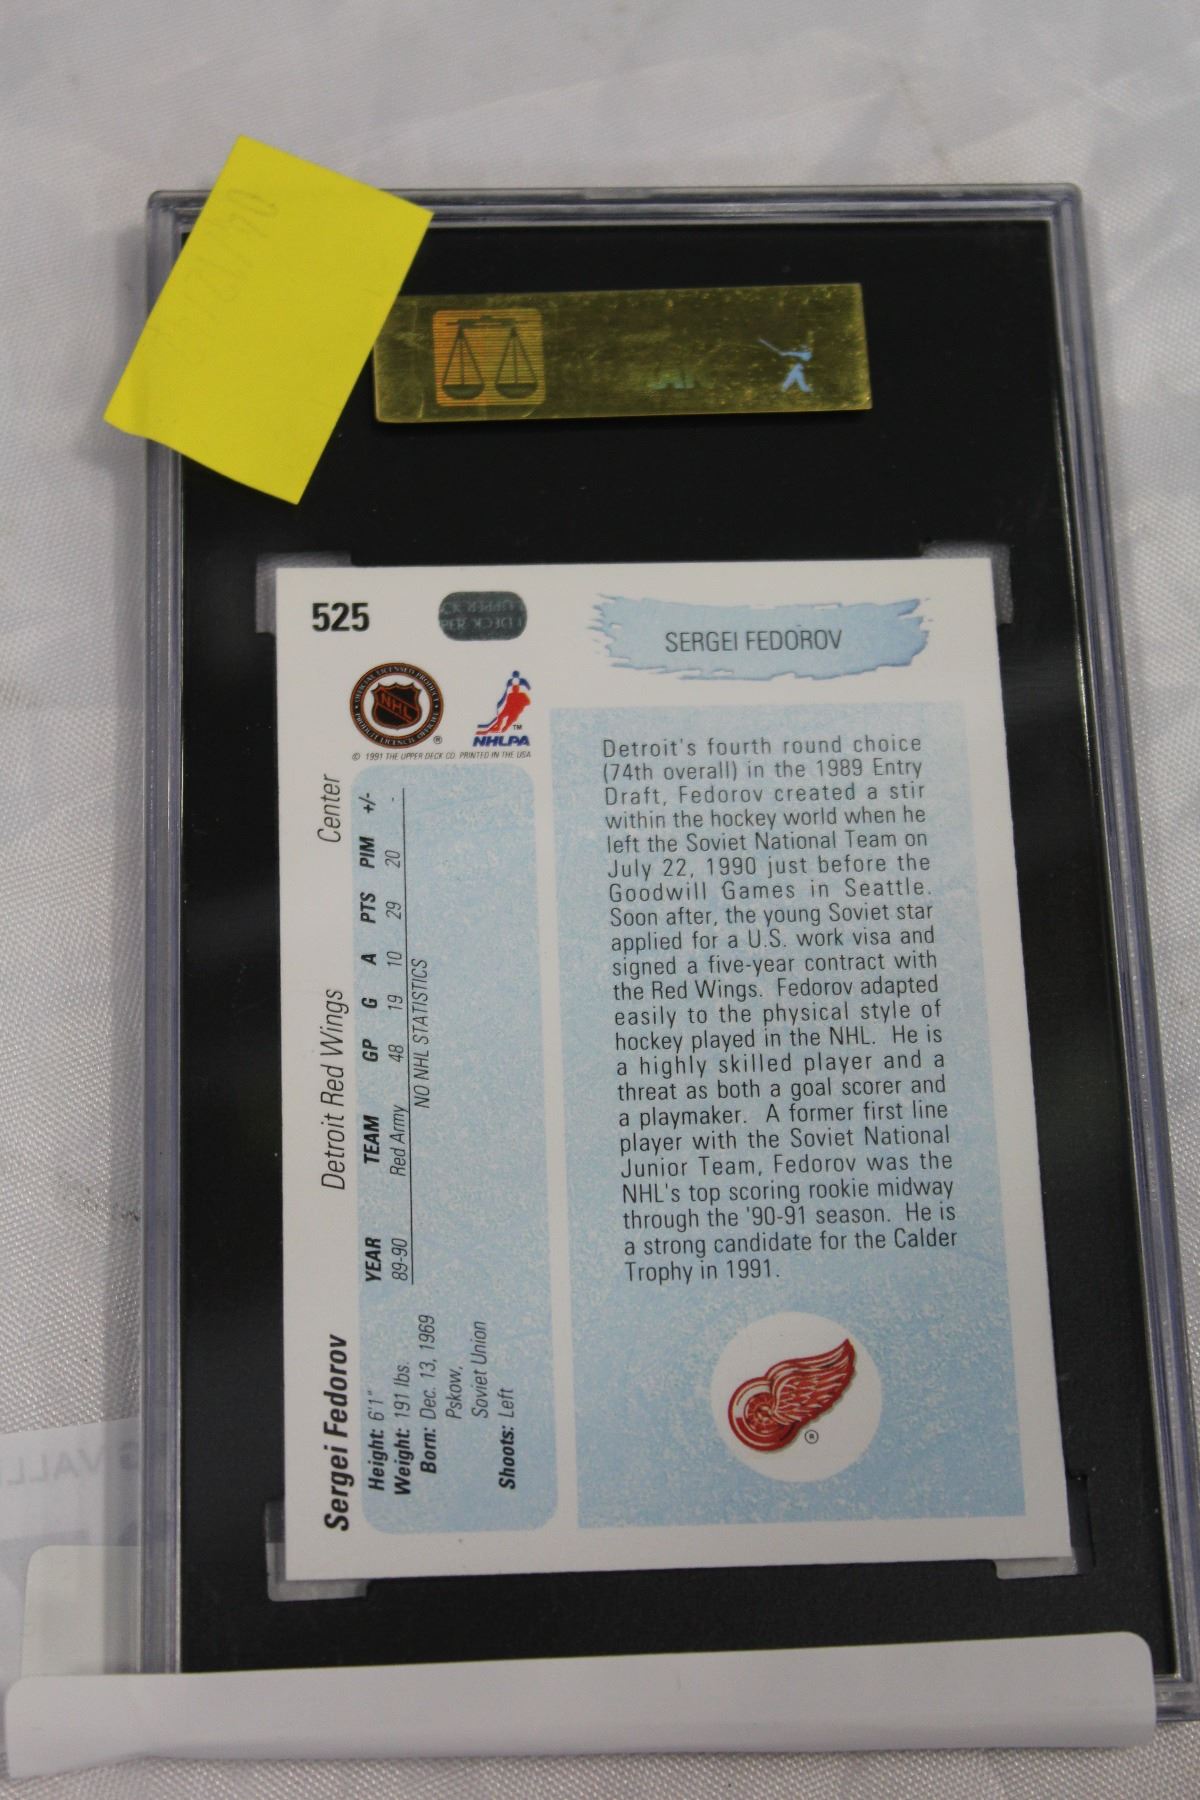 525
SERGEI FEDOROV
NHL
NHLPA
© 1991 THE UPPER DECK CO. PRINTED IN THE USA
Detroit's fourth round choice
(74th overall) in the 1989 Entry
Draft, Fedorov created a stir
within the hockey world when he
left the Soviet National Team on
July 22, 1990 just before the
Goodwill Games in Seattle.
Soon after, the young Soviet star
applied for a U.S. work visa and
signed a five-year contract with
the Red Wings. Fedorov adapted
easily to the physical style of
hockey played in the NHL. He is
a highly skilled player and a
threat as both a goal scorer and
a playmaker. A former first line
player with the Soviet National
Junior Team, Fedorov was the
NHL's top scoring rookie midway
through the '90-91 season. He is
a strong candidate for the Calder
Trophy in 1991.
Sergei Fedorov Detroit Red Wings Center
Height: 6'1"
Weight: 191 lbs.
Born: Dec. 13, 1969
Pskow,
Soviet Union
Shoots: Left
YEAR TEAM GP G A PTS PIM +/-
89-90 Red Army 48 19 10 29 20 -
NO NHL STATISTICS